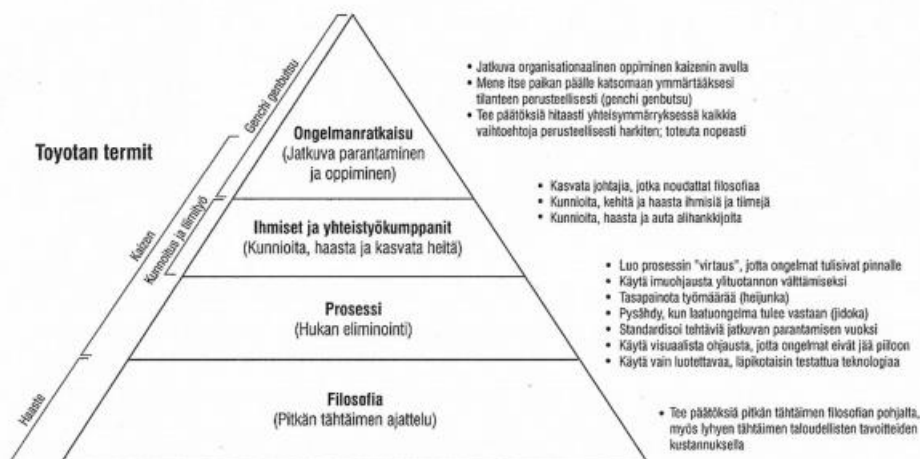 Toyotan termit
Genchi genbutsu
Kaizen
Kunnoitus ja tiimityö
Haaste
Ongelmanratkaisu
(Jatkuva parantaminen
ja oppiminen)
• Jatkuva organisationaalinen oppiminen kaizenin avulla
• Mene itse paikan päälle katsomaan ymmärtääksesi
tilanteen perusteellisesti (genchi genbutsu)
• Tee päätöksiä hitaasti yhteisymmärryksessä kaikkia
vaihtoehtoja perusteellisesti harkiten; toteuta nopeasti
Ihmiset ja yhteistyökumppanit
(Kunnioita, haasta ja kasvata heitä)
• Kasvata johtajia, jotka noudattat filosofiaa
• Kunnioita, kehitä ja haasta ihmisiä ja tiimejä
• Kunnioita, haasta ja auta alihankkijoita
Prosessi
(Hukan eliminointi)
• Luo prosessin "virtaus", jotta ongelmat tulisivat pinnalle
• Käytä imuohjausta ylituotannon välttämiseksi
• Tasapainota työmäärää (heijunka)
• Pysähdy, kun laatuongelma tulee vastaan (jidoka)
• Standardisoi tehtäviä jatkuvan parantamisen vuoksi
• Käytä visuaalista ohjausta, jotta ongelmat eivät jää piiloon
• Käytä vain luotettavaa, läpikotaisin testattua teknologiaa
Filosofia
(Pitkän tähtäimen ajattelu)
• Tee päätöksiä pitkän tähtäimen filosofian pohjalta,
myös lyhyen tähtäimen taloudellisten tavoitteiden
kustannuksella